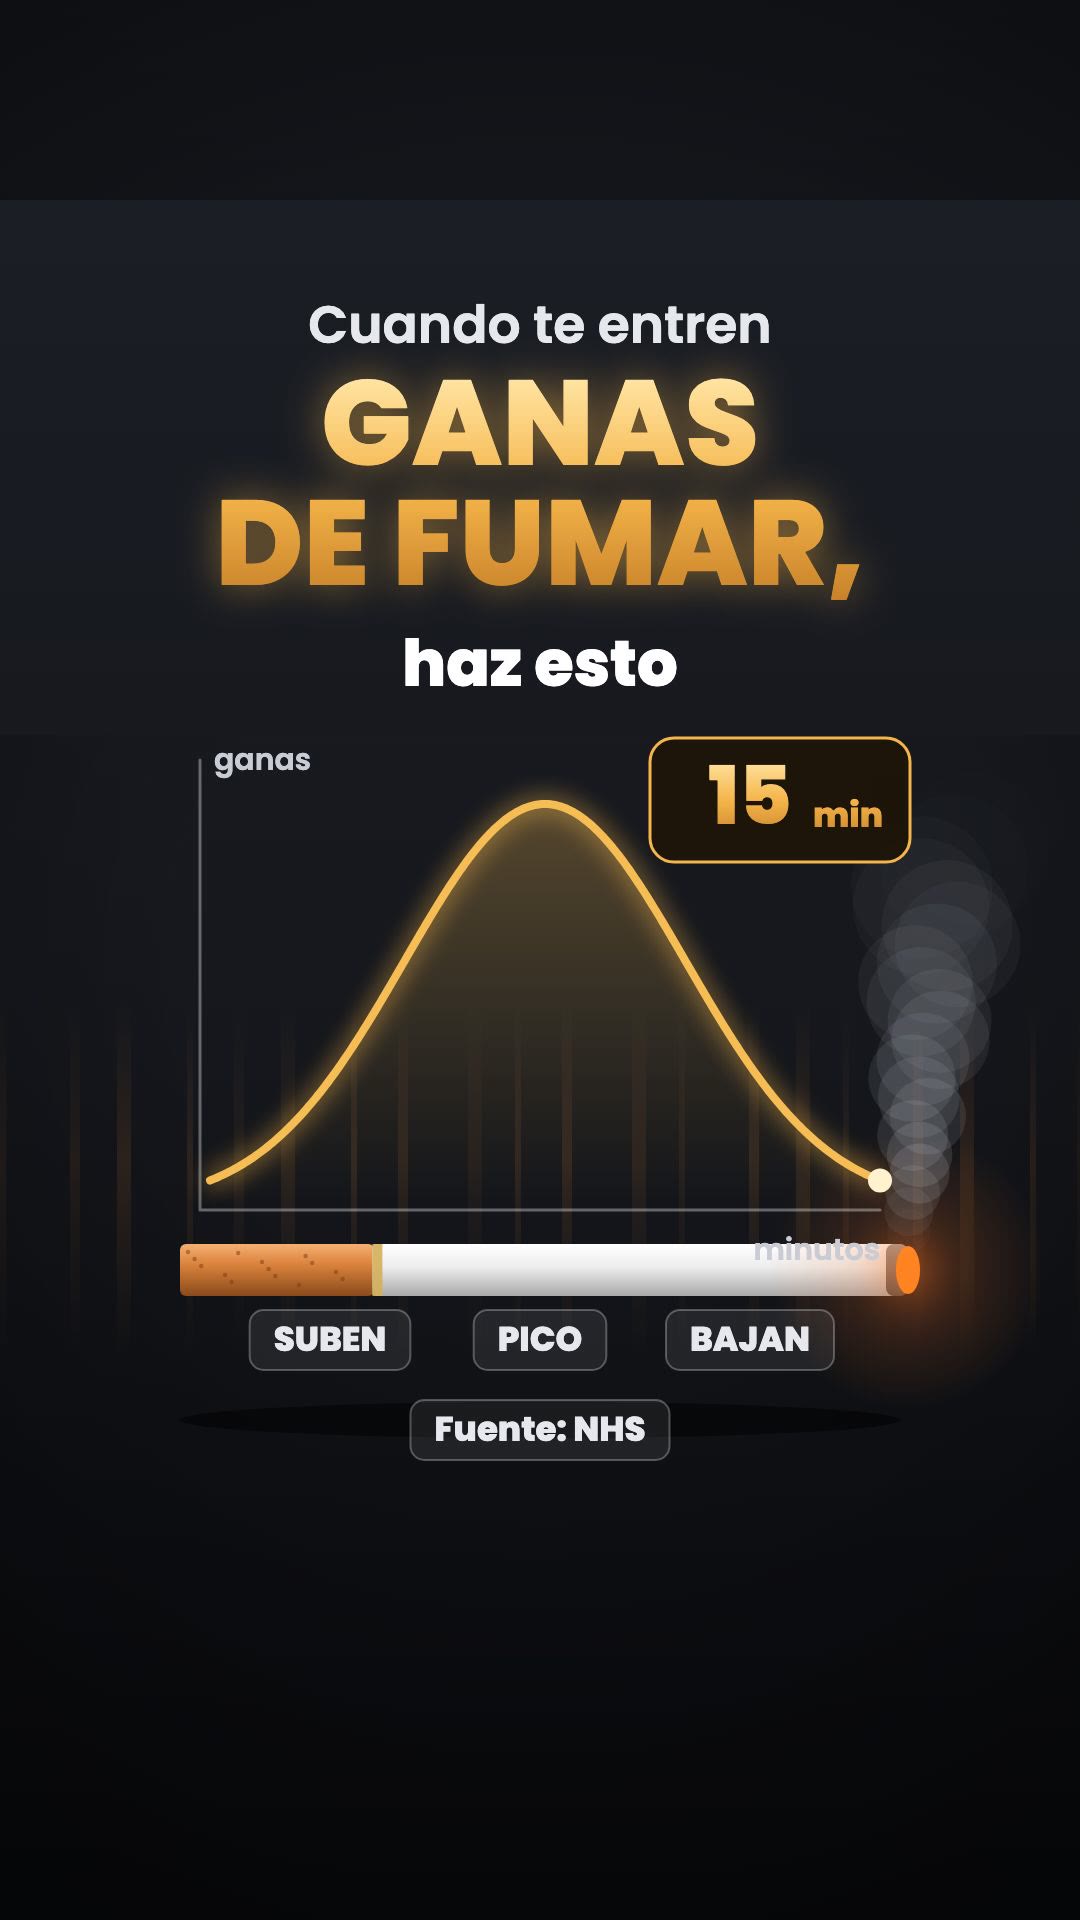 Cuando te entren
GANAS
DE FUMAR,
haz esto
ganas
15 min
minutos
SUBEN
PICO
BAJAN
Fuente: NHS